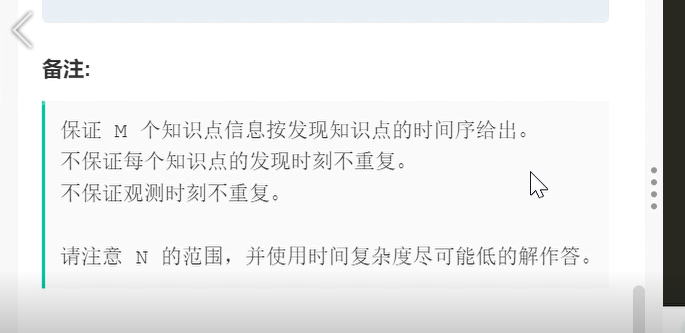 备注:
保证 M 个知识点信息按发现知识点的时间序给出。
不保证每个知识点的发现时刻不重复。
不保证观测时刻不重复。
请注意 N 的范围，并使用时间复杂度尽可能低的解作答。